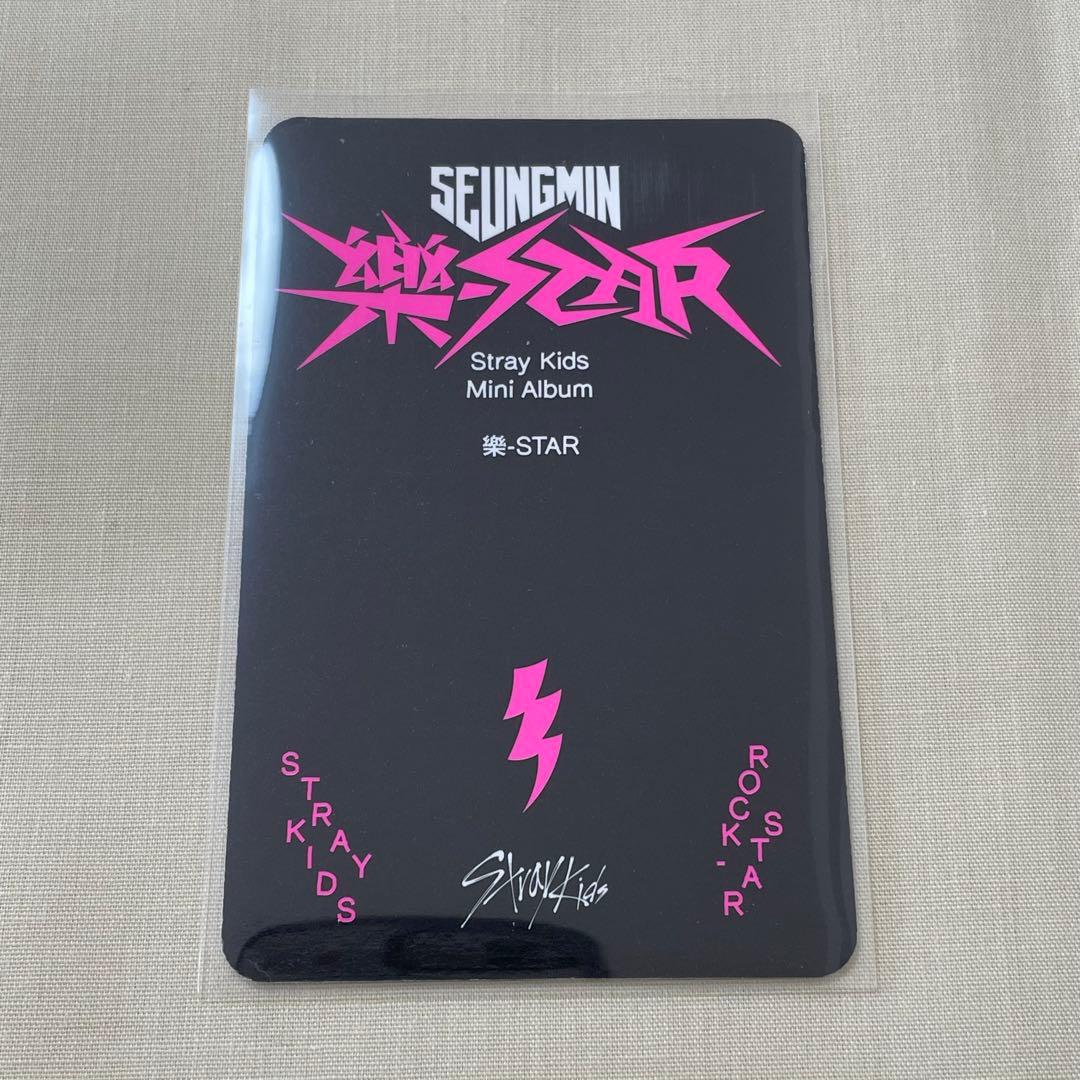 SEUNGMIN
樂-STAR
Stray Kids
Mini Album
樂-STAR
STRAY
KIDS
Stray Kids
ROCK-
STAR